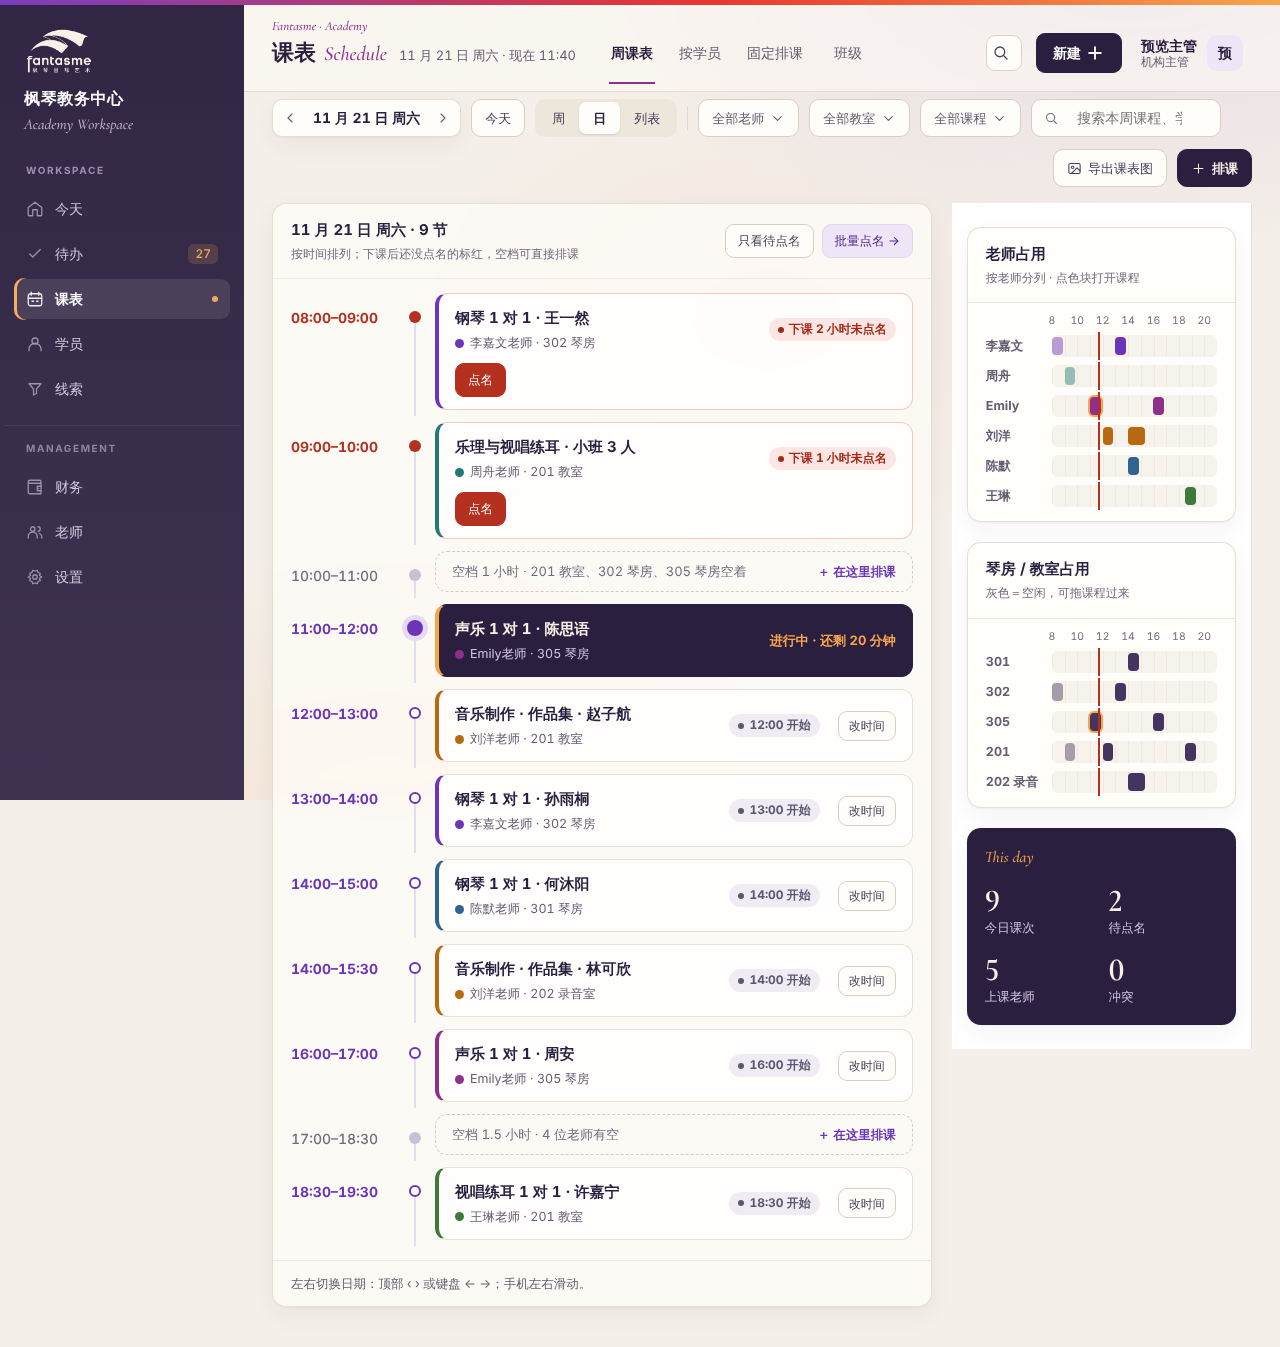 fantasme
枫琴国际艺术
枫琴教务中心
Academy Workspace
WORKSPACE
今天
待办
27
课表
学员
线索
MANAGEMENT
财务
老师
设置
Fantasme · Academy
课表 Schedule 11 月 21 日 周六 · 现在 11:40
周课表
按学员
固定排课
班级
新建
预览主管
机构主管
预
11 月 21 日 周六
今天
周
日
列表
全部老师
全部教室
全部课程
搜索本周课程、
导出课表图
排课
11 月 21 日 周六 · 9 节
按时间排列；下课后还没点名的标红，空档可直接排课
只看待点名
批量点名 →
08:00–09:00
钢琴 1 对 1 · 王一然
李嘉文老师 · 302 琴房
下课 2 小时未点名
点名
09:00–10:00
乐理与视唱练耳 · 小班 3 人
周舟老师 · 201 教室
下课 1 小时未点名
点名
10:00–11:00
空档 1 小时 · 201 教室、302 琴房、305 琴房空着
+ 在这里排课
11:00–12:00
声乐 1 对 1 · 陈思语
Emily老师 · 305 琴房
进行中 · 还剩 20 分钟
12:00–13:00
音乐制作 · 作品集 · 赵子航
刘洋老师 · 201 教室
12:00 开始
改时间
13:00–14:00
钢琴 1 对 1 · 孙雨桐
李嘉文老师 · 302 琴房
13:00 开始
改时间
14:00–15:00
钢琴 1 对 1 · 何沐阳
陈默老师 · 301 琴房
14:00 开始
改时间
14:00–15:30
音乐制作 · 作品集 · 林可欣
刘洋老师 · 202 录音室
14:00 开始
改时间
16:00–17:00
声乐 1 对 1 · 周安
Emily老师 · 305 琴房
16:00 开始
改时间
17:00–18:30
空档 1.5 小时 · 4 位老师有空
+ 在这里排课
18:30–19:30
视唱练耳 1 对 1 · 许嘉宁
王琳老师 · 201 教室
18:30 开始
改时间
左右切换日期：顶部 ‹ › 或键盘 ← →；手机左右滑动。
老师占用
按老师分列 · 点色块打开课程
8 10 12 14 16 18 20
李嘉文
周舟
Emily
刘洋
陈默
王琳
琴房 / 教室占用
灰色＝空闲，可拖课程过来
8 10 12 14 16 18 20
301
302
305
201
202 录音
This day
9
今日课次
2
待点名
5
上课老师
0
冲突